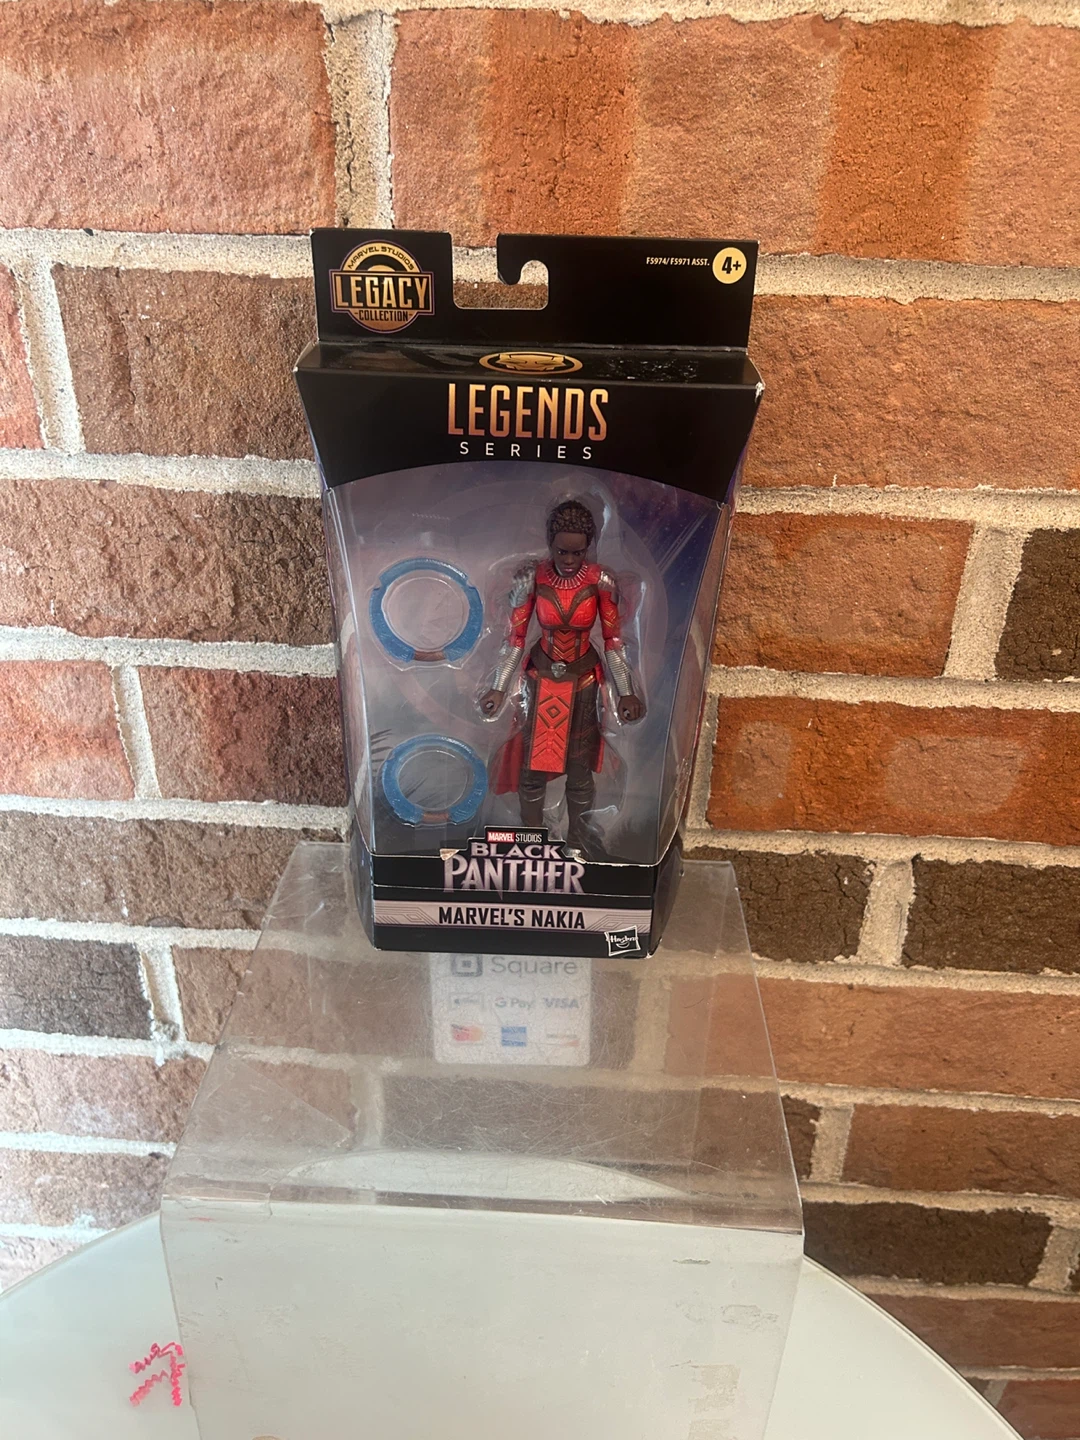 MARVEL STUDIOS
LEGACY
COLLECTION
F5974/F5971 ASST.
4+
LEGENDS
SERIES
MARVEL STUDIOS
BLACK
PANTHER
MARVEL'S NAKIA
Hasbro
Square
G Pay VISA